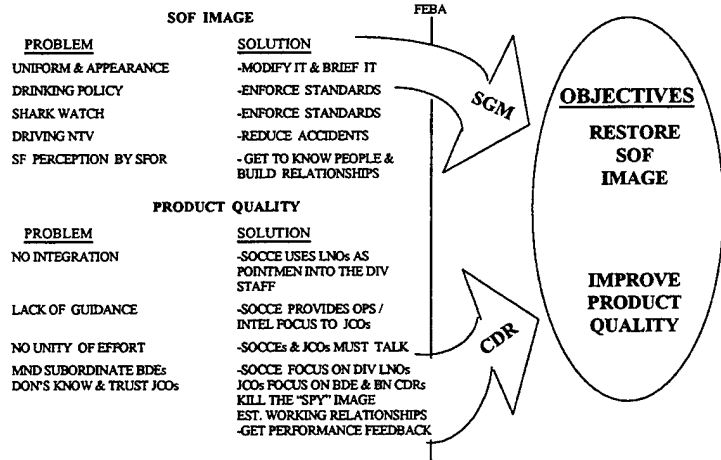 SOF IMAGE
FEBA
PROBLEM SOLUTION
UNIFORM & APPEARANCE -MODIFY IT & BRIEF IT
DRINKING POLICY -ENFORCE STANDARDS
SHARK WATCH -ENFORCE STANDARDS
DRIVING NTV -REDUCE ACCIDENTS
SF PERCEPTION BY SFOR - GET TO KNOW PEOPLE &
BUILD RELATIONSHIPS
PRODUCT QUALITY
PROBLEM SOLUTION
NO INTEGRATION -SOCCE USES LNOs AS
POINTMEN INTO THE DIV
STAFF
LACK OF GUIDANCE -SOCCE PROVIDES OPS /
INTEL FOCUS TO JCOs
NO UNITY OF EFFORT -SOCCEs & JCOs MUST TALK
MND SUBORDINATE BDEs -SOCCE FOCUS ON DIV LNOs
DON'S KNOW & TRUST JCOs JCOs FOCUS ON BDE & BN CDRs
KILL THE "SPY" IMAGE
EST. WORKING RELATIONSHIPS
-GET PERFORMANCE FEEDBACK
SGM
CDR
OBJECTIVES
RESTORE
SOF
IMAGE
IMPROVE
PRODUCT
QUALITY